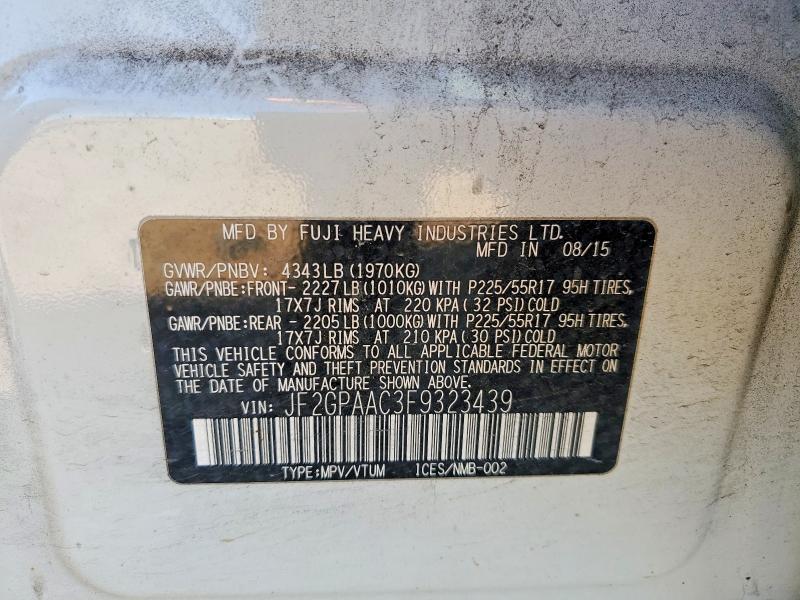 MFD BY FUJI HEAVY INDUSTRIES LTD.
MFD IN 08/15
GVWR/PNBV: 4343LB (1970KG)
GAWR/PNBE:FRONT- 2227LB (1010KG) WITH P225/55R17 95H TIRES,
17X7J RIMS AT 220 KPA (32 PSI) COLD
GAWR/PNBE:REAR - 2205LB (1000KG) WITH P225/55R17 95H TIRES,
17X7J RIMS AT 210 KPA (30 PSI) COLD
THIS VEHICLE CONFORMS TO ALL APPLICABLE FEDERAL MOTOR
VEHICLE SAFETY AND THEFT PREVENTION STANDARDS IN EFFECT ON
THE DATE OF MANUFACTURE SHOWN ABOVE.
VIN: JF2GPAAC3F9323439
TYPE:MPV/VTUM ICES/NMB-002